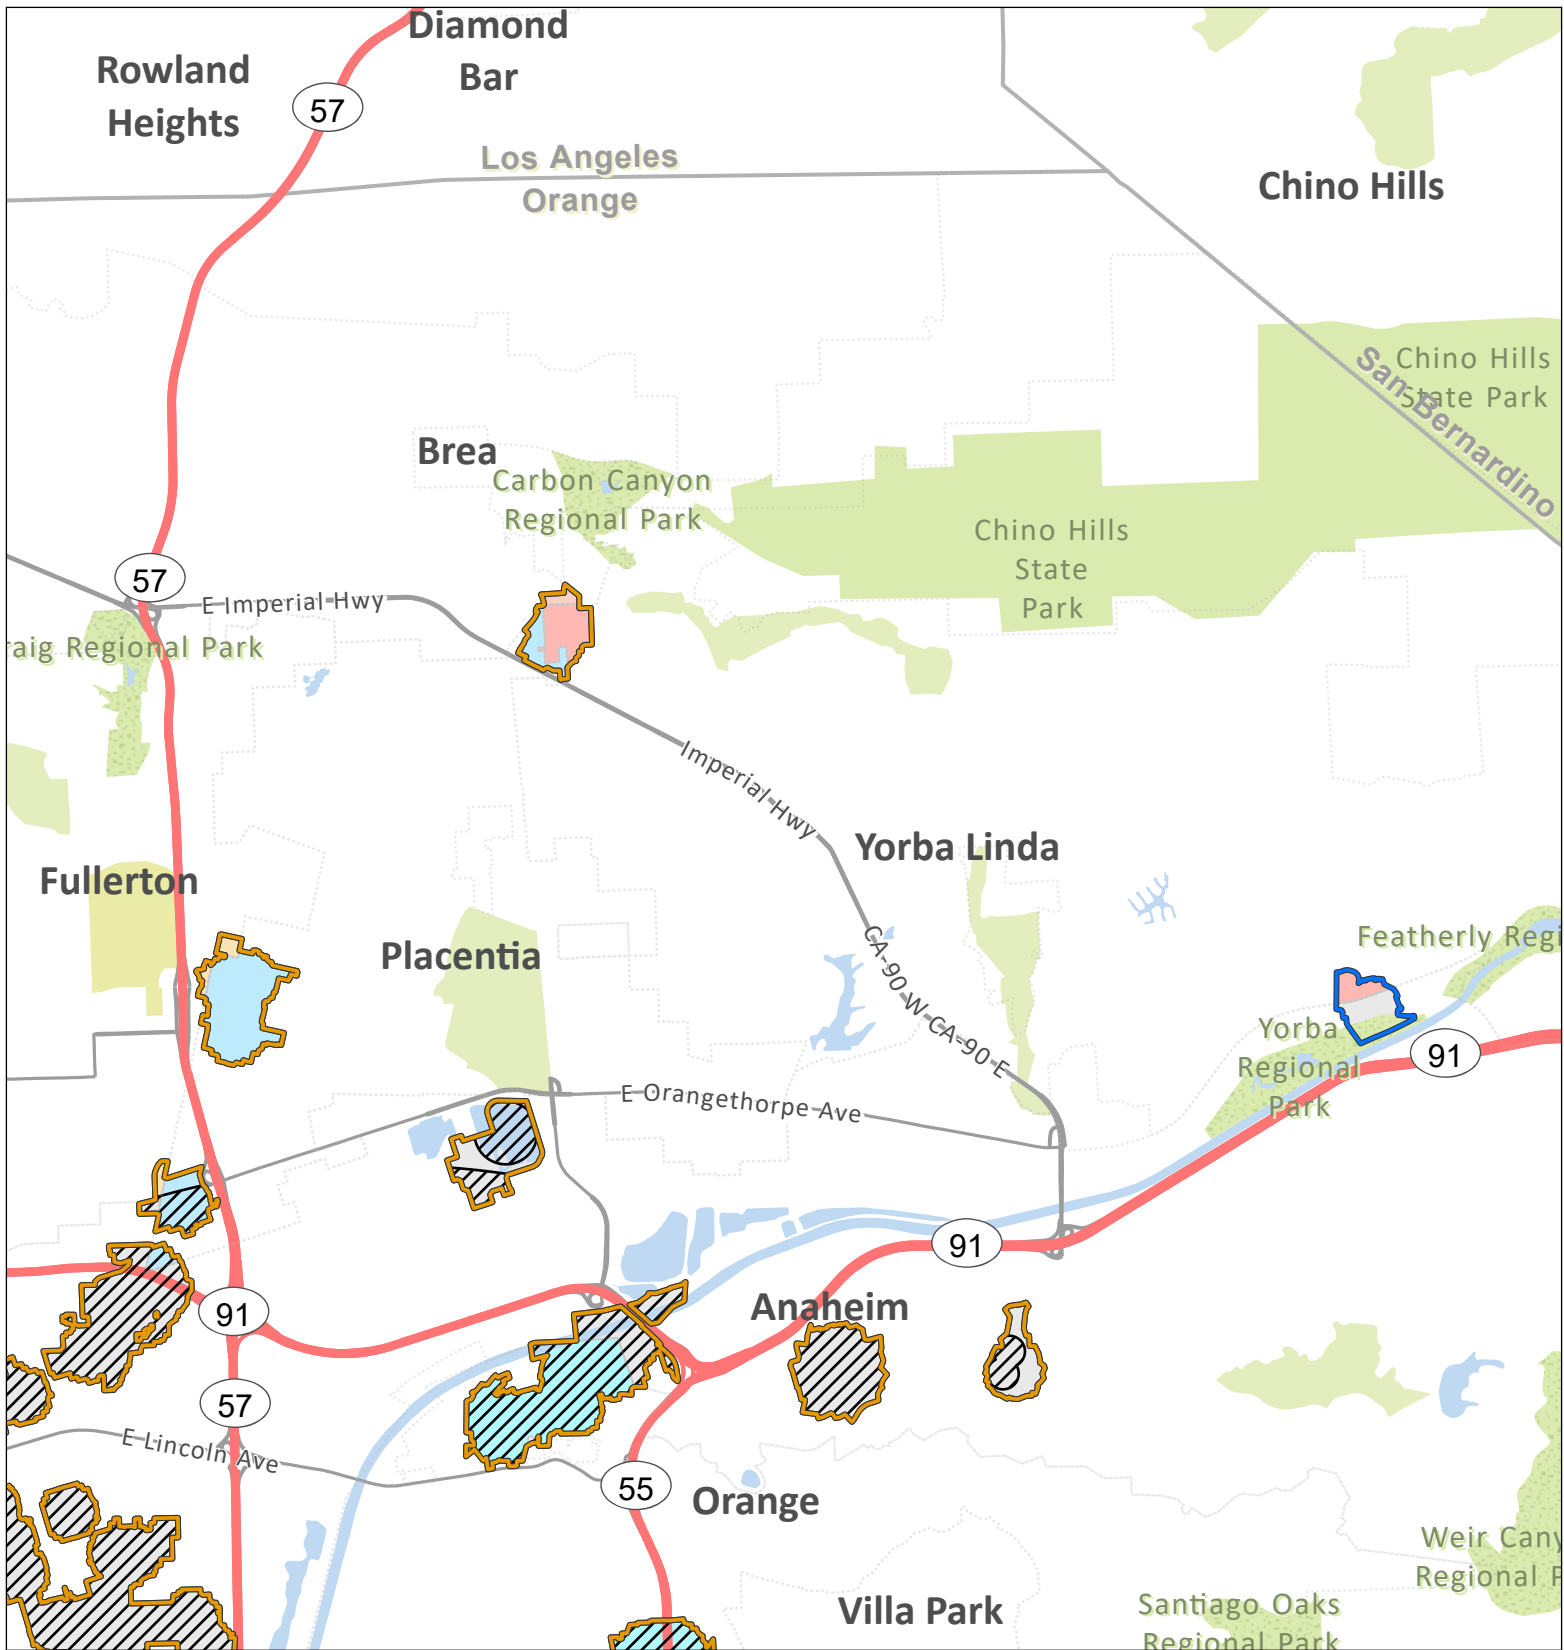 Diamond
Bar
Rowland
Heights
57
Los Angeles
Orange
Chino Hills
Chino Hills
State Park
San Bernardino
Brea
Carbon Canyon
Regional Park
Chino Hills
State
Park
57
E Imperial Hwy
raig Regional Park
Imperial Hwy
Yorba Linda
Fullerton
Placentia
CA-90 W
CA-90 E
Featherly Regi
Yorba
Regional
Park
91
E Orangethorpe Ave
91
91
Anaheim
57
E Lincoln Ave
55
Orange
Weir Cany
Regional P
Villa Park
Santiago Oaks
Regional Park